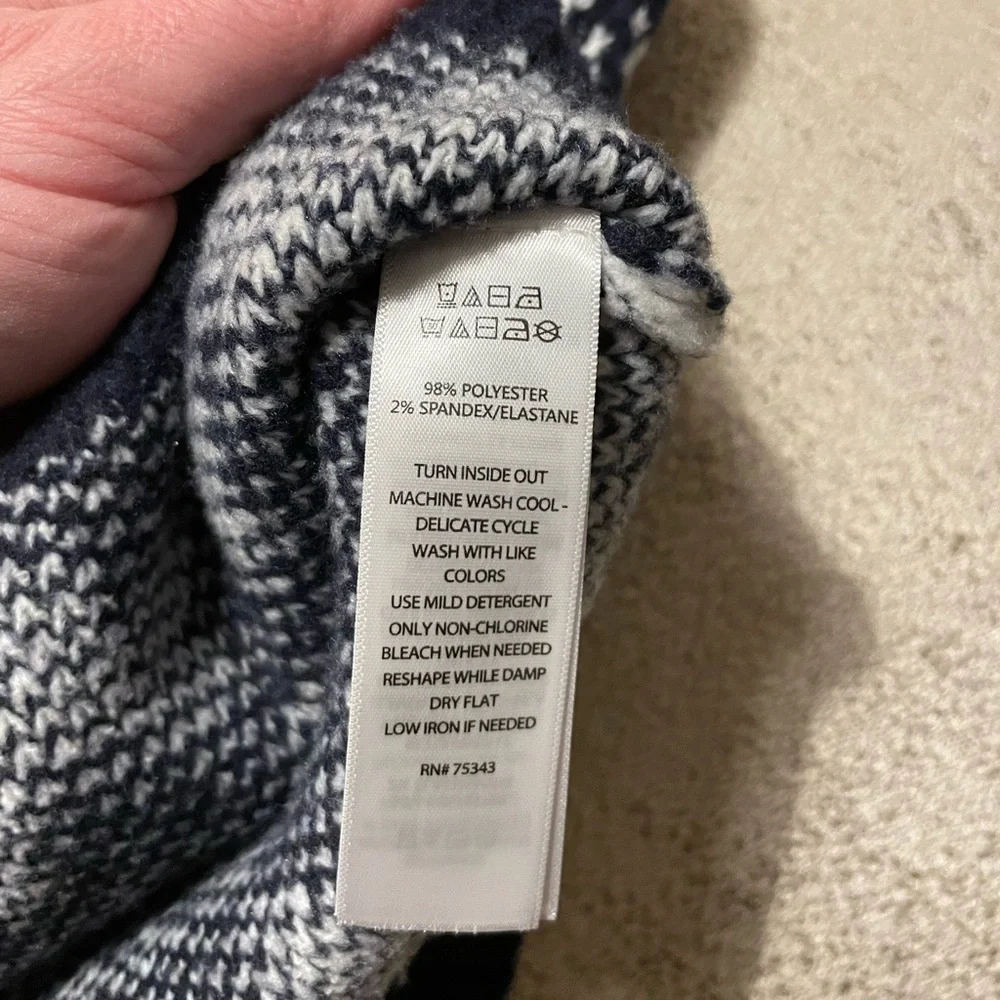 98% POLYESTER
2% SPANDEX/ELASTANE
TURN INSIDE OUT
MACHINE WASH COOL -
DELICATE CYCLE
WASH WITH LIKE
COLORS
USE MILD DETERGENT
ONLY NON-CHLORINE
BLEACH WHEN NEEDED
RESHAPE WHILE DAMP
DRY FLAT
LOW IRON IF NEEDED
RN# 75343